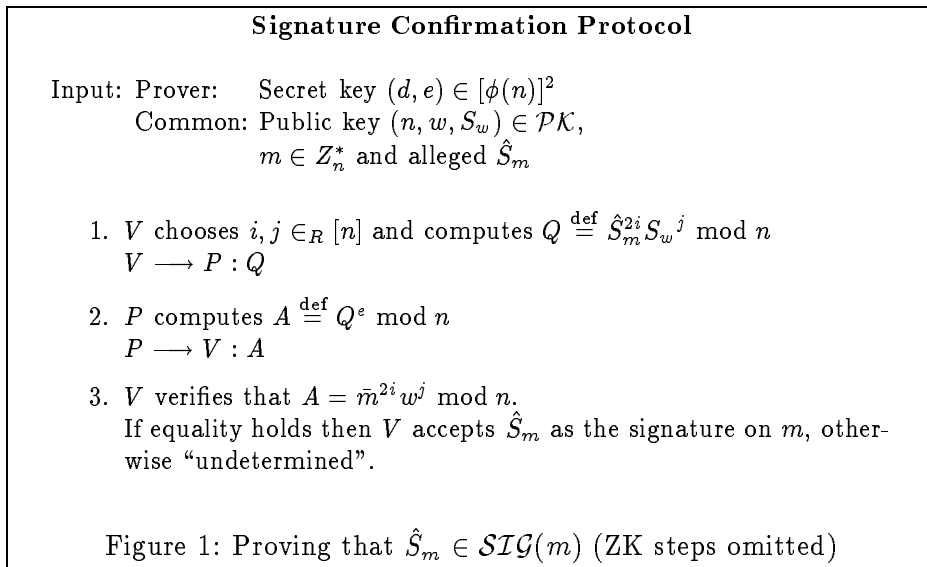 Signature Confirmation Protocol
Input: Prover: Secret key (d, e) ∈ [ϕ(n)]²
Common: Public key (n, w, S_w) ∈ 𝒫𝒦,
m ∈ Z_n^* and alleged Ŝ_m
1. V chooses i, j ∈_R [n] and computes Q ≝ Ŝ_m^{2i} S_w^j mod n
V ⟶ P : Q
2. P computes A ≝ Q^e mod n
P ⟶ V : A
3. V verifies that A = m̄^{2i} w^j mod n.
If equality holds then V accepts Ŝ_m as the signature on m, other-
wise “undetermined”.
Figure 1: Proving that Ŝ_m ∈ 𝒮ℐ𝒢(m) (ZK steps omitted)